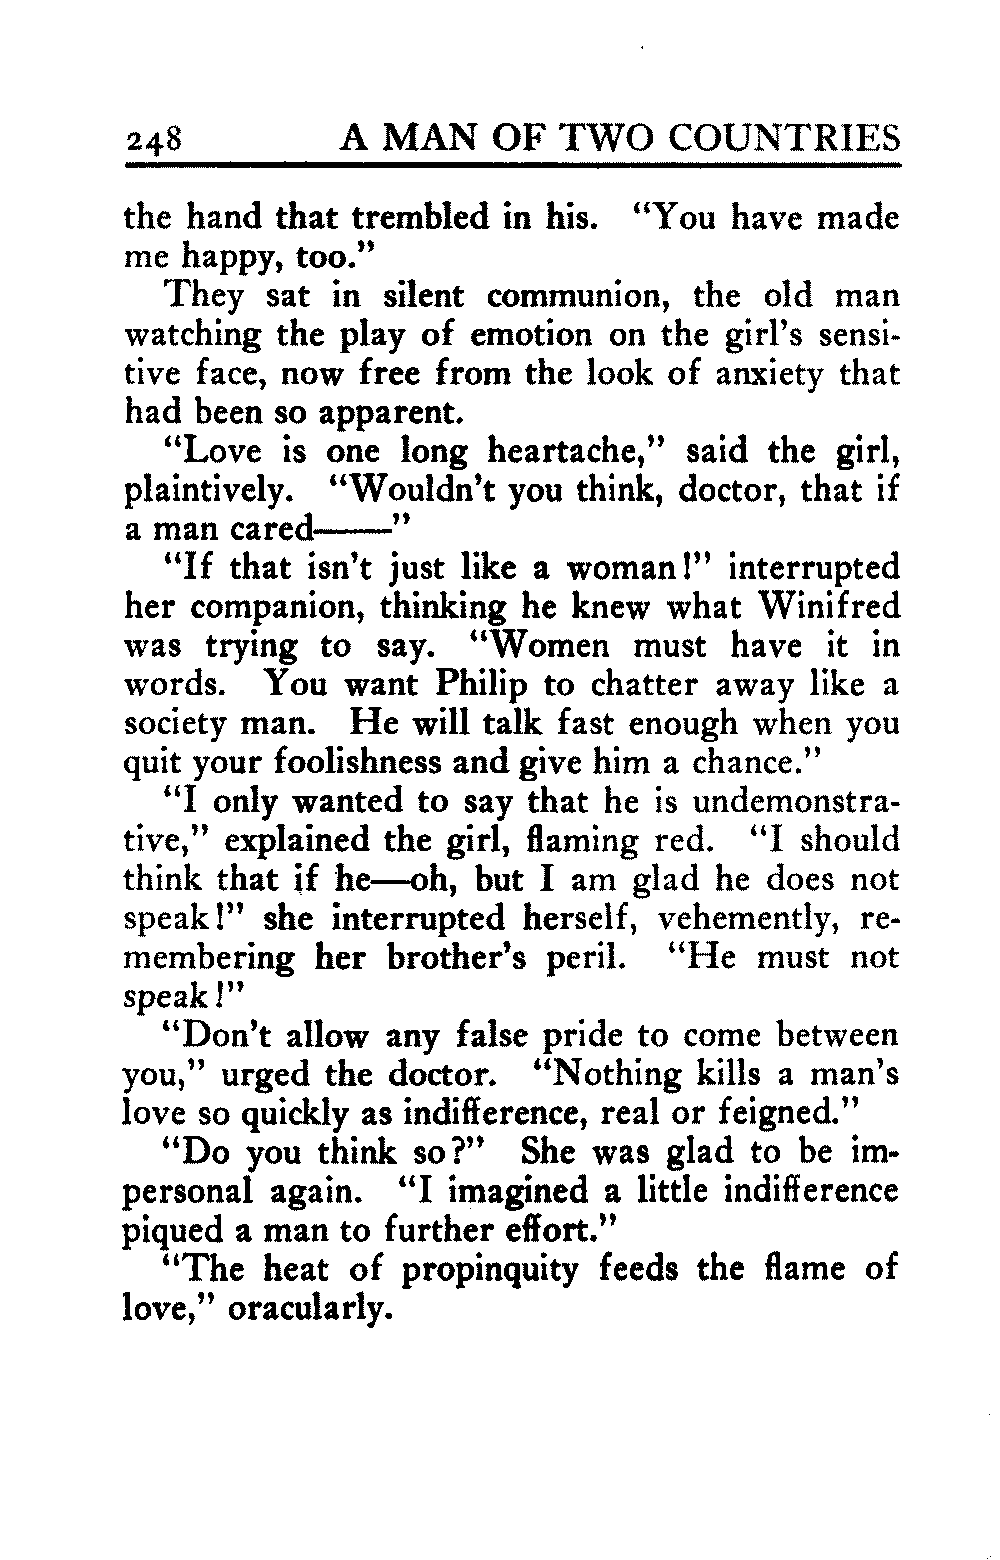 248 A MAN OF TWO COUNTRIES
the hand that trembled in his. “You have made
me happy, too.”
They sat in silent communion, the old man
watching the play of emotion on the girl’s sensi-
tive face, now free from the look of anxiety that
had been so apparent.
“Love is one long heartache,” said the girl,
plaintively. “Wouldn’t you think, doctor, that if
a man cared——”
“If that isn’t just like a woman!” interrupted
her companion, thinking he knew what Winifred
was trying to say. “Women must have it in
words. You want Philip to chatter away like a
society man. He will talk fast enough when you
quit your foolishness and give him a chance.”
“I only wanted to say that he is undemonstra-
tive,” explained the girl, flaming red. “I should
think that if he—oh, but I am glad he does not
speak!” she interrupted herself, vehemently, re-
membering her brother’s peril. “He must not
speak!”
“Don’t allow any false pride to come between
you,” urged the doctor. “Nothing kills a man’s
love so quickly as indifference, real or feigned.”
“Do you think so?” She was glad to be im-
personal again. “I imagined a little indifference
piqued a man to further effort.”
“The heat of propinquity feeds the flame of
love,” oracularly.